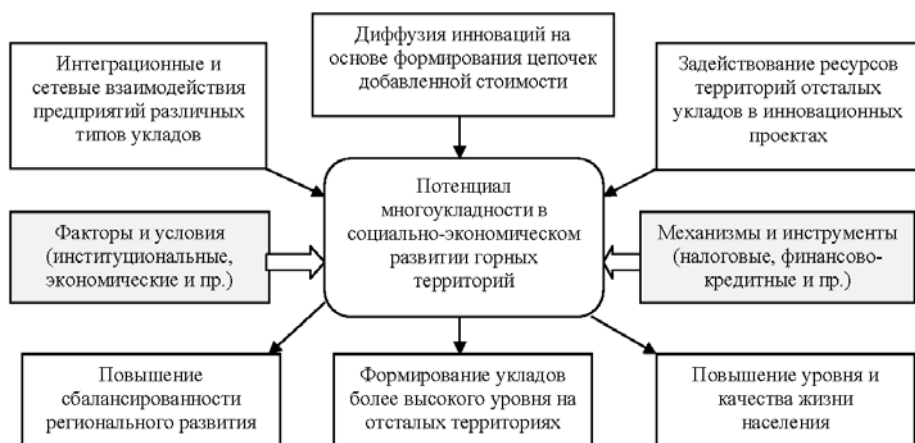 Диффузия инноваций на
основе формирования цепочек
добавленной стоимости
Интеграционные и
сетевые взаимодействия
предприятий различных
типов укладов
Задействование ресурсов
территорий отсталых
укладов в инновационных
проектах
Потенциал
многоукладности в
социально-экономическом
развитии горных
территорий
Факторы и условия
(институциональные,
экономические и пр.)
Механизмы и инструменты
(налоговые, финансово-
кредитные и пр.)
Повышение
сбалансированности
регионального развития
Формирование укладов
более высокого уровня на
отсталых территориях
Повышение уровня и
качества жизни
населения